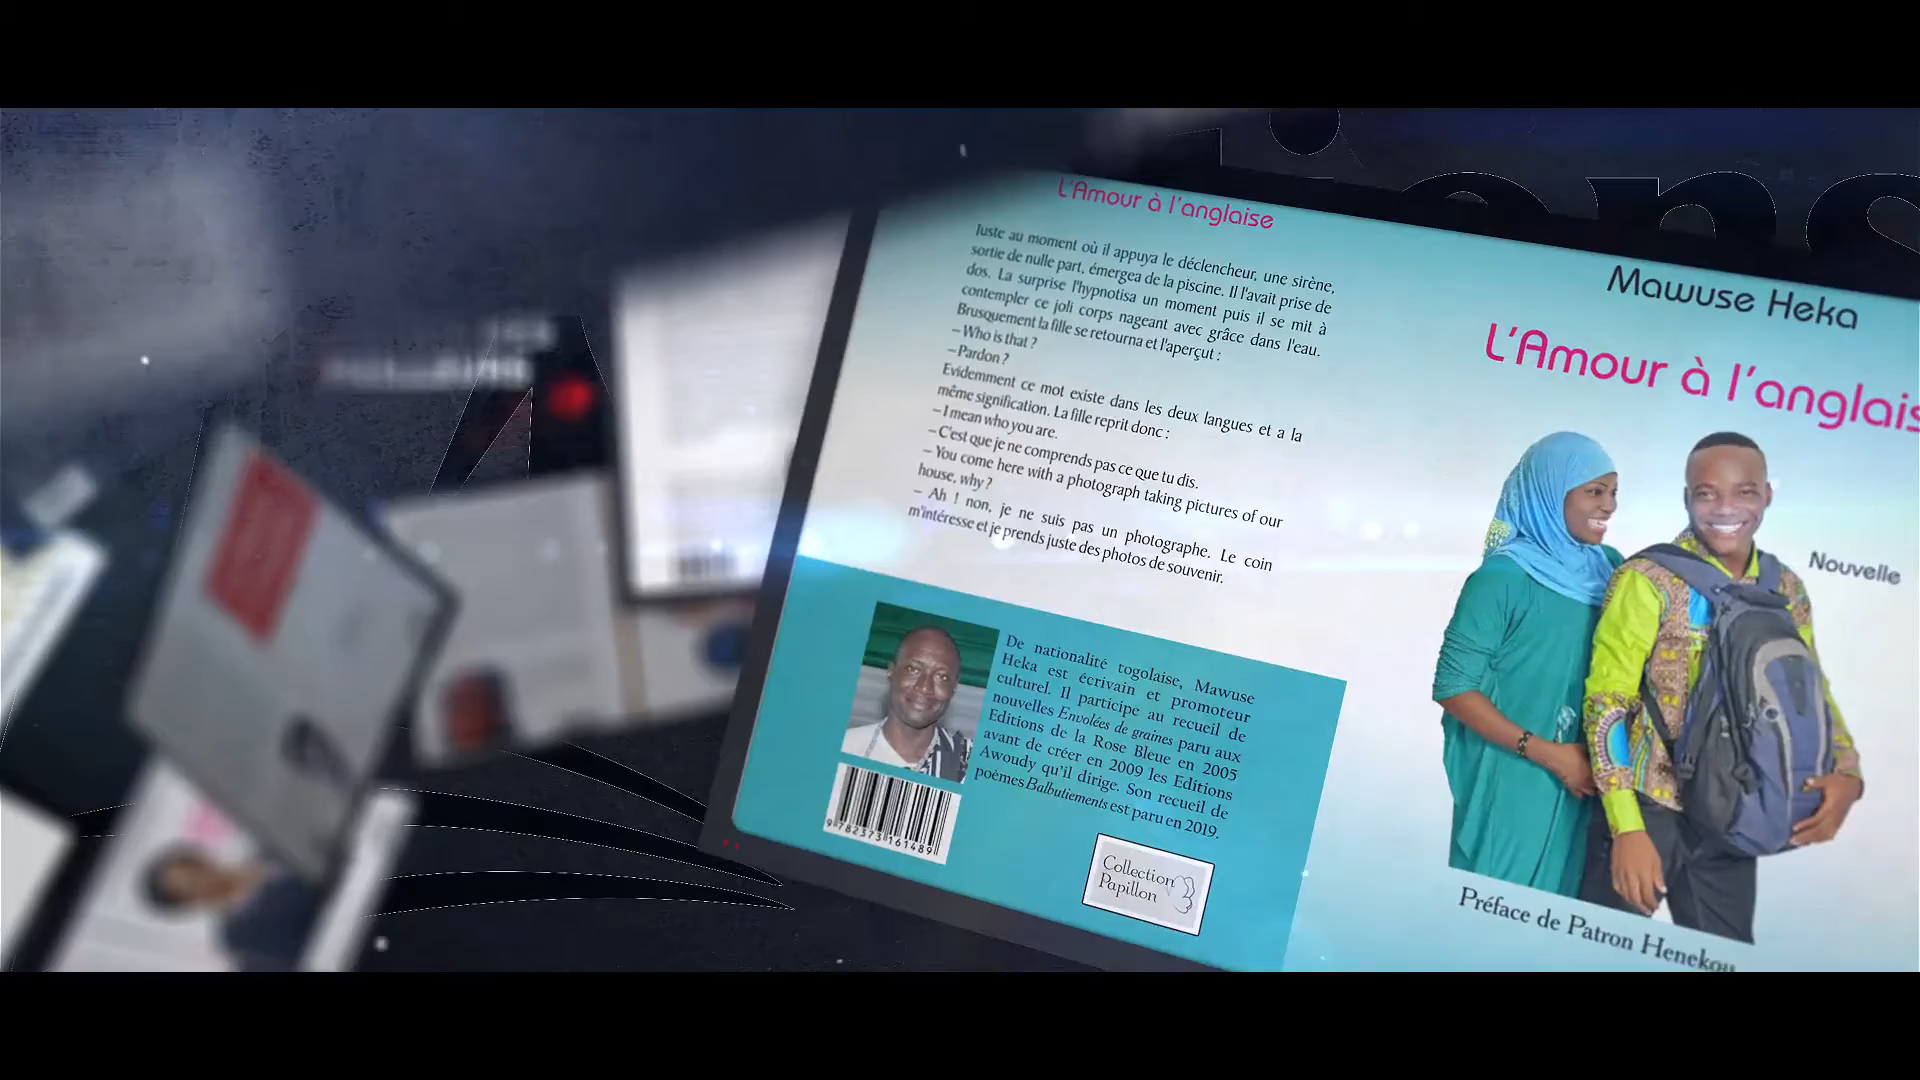 L'Amour à l'anglaise
Juste au moment où il appuya le déclencheur, une sirène,
sortie de nulle part, émergea de la piscine. Il l'avait prise de
dos. La surprise l'hypnotisa un moment puis il se mit à
contempler ce joli corps nageant avec grâce dans l'eau.
Brusquement la fille se retourna et l'aperçut :
– Who is that ?
– Pardon ?
Evidemment ce mot existe dans les deux langues et a la
même signification. La fille reprit donc :
– I mean who you are.
– C'est que je ne comprends pas ce que tu dis.
– You come here with a photograph taking pictures of our
house, why ?
– Ah ! non, je ne suis pas un photographe. Le coin
m'intéresse et je prends juste des photos de souvenir.
De nationalité togolaise, Mawuse
Heka est écrivain et promoteur
culturel. Il participe au recueil de
nouvelles Envolées de graines paru aux
Editions de la Rose Bleue en 2005
avant de créer en 2009 les Editions
Awoudy qu'il dirige. Son recueil de
poèmes Balbutiements est paru en 2019.
9 782373 161489
Collection
Papillon
Mawuse Heka
L'Amour à l'anglais
Nouvelle
Préface de Patron Henekou
ions